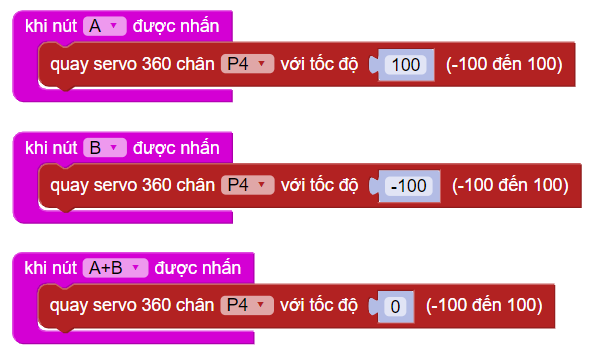 khi nút A được nhấn
quay servo 360 chân P4 với tốc độ 100 (-100 đến 100)
khi nút B được nhấn
quay servo 360 chân P4 với tốc độ -100 (-100 đến 100)
khi nút A+B được nhấn
quay servo 360 chân P4 với tốc độ 0 (-100 đến 100)